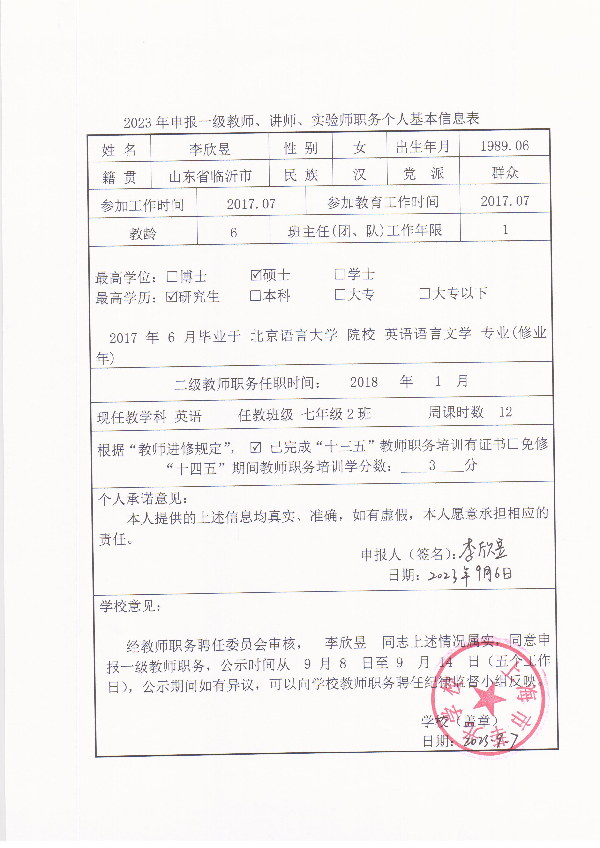 2023 年申报一级教师、讲师、实验师职务个人基本信息表
姓 名 李欣昱 性 别 女 出生年月 1989.06
籍 贯 山东省临沂市 民 族 汉 党 派 群众
参加工作时间 2017.07 参加教育工作时间 2017.07
教龄 6 班主任(团、队)工作年限 1
最高学位：□博士 ☑硕士 □学士
最高学历：☑研究生 □本科 □大专 □大专以下
2017 年 6 月毕业于 北京语言大学 院校 英语语言文学 专业(修业
年)
二级教师职务任职时间： 2018 年 1 月
现任教学科 英语 任教班级 七年级 2 班 周课时数 12
根据“教师进修规定”，☑ 已完成“十三五”教师职务培训有证书□免修
“十四五”期间教师职务培训学分数：____3____分
个人承诺意见：
本人提供的上述信息均真实、准确，如有虚假，本人愿意承担相应的
责任。
申报人（签名）：李欣昱
日期：2023年9月6日
学校意见：
经教师职务聘任委员会审核， 李欣昱 同志上述情况属实，同意申
报一级教师职务，公示时间从 9 月 8 日至 9 月 14 日（五个工作
日），公示期间如有异议，可以向学校教师职务聘任纪律监督小组反映。
学校（盖章）
日期：2023.9.7
上海市
学校